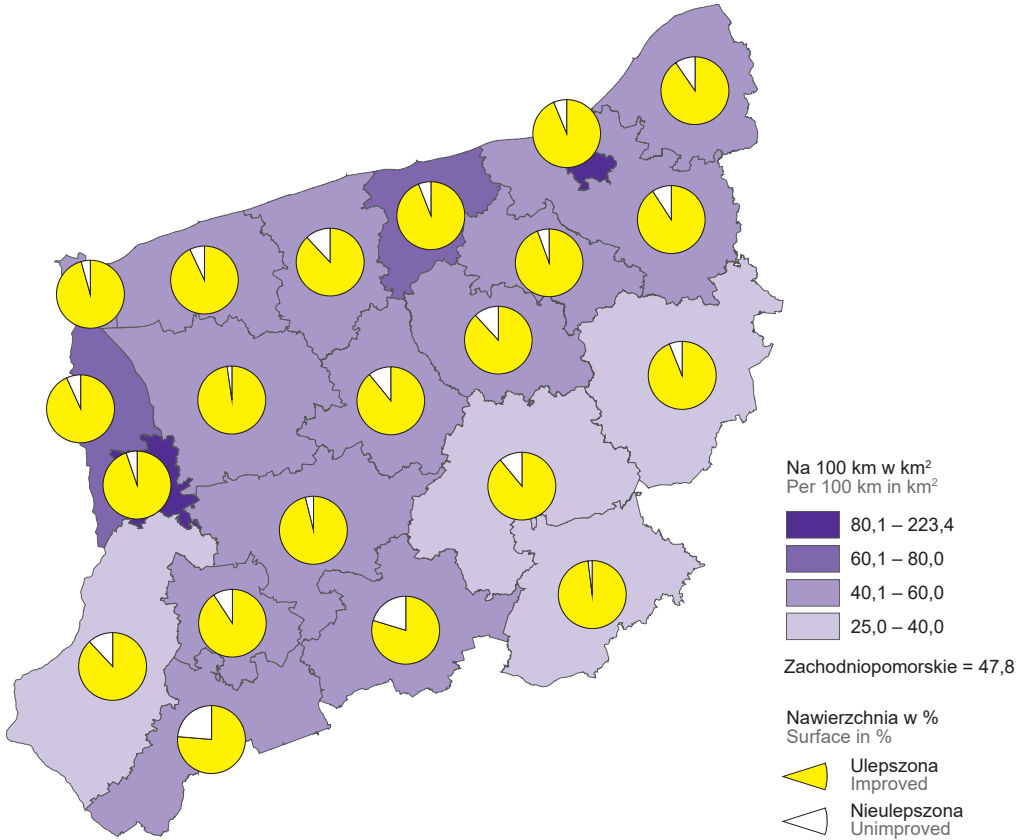 Na 100 km w km²
Per 100 km in km²
80,1 – 223,4
60,1 – 80,0
40,1 – 60,0
25,0 – 40,0
Zachodniopomorskie = 47,8
Nawierzchnia w %
Surface in %
Ulepszona
Improved
Nieulepszona
Unimproved